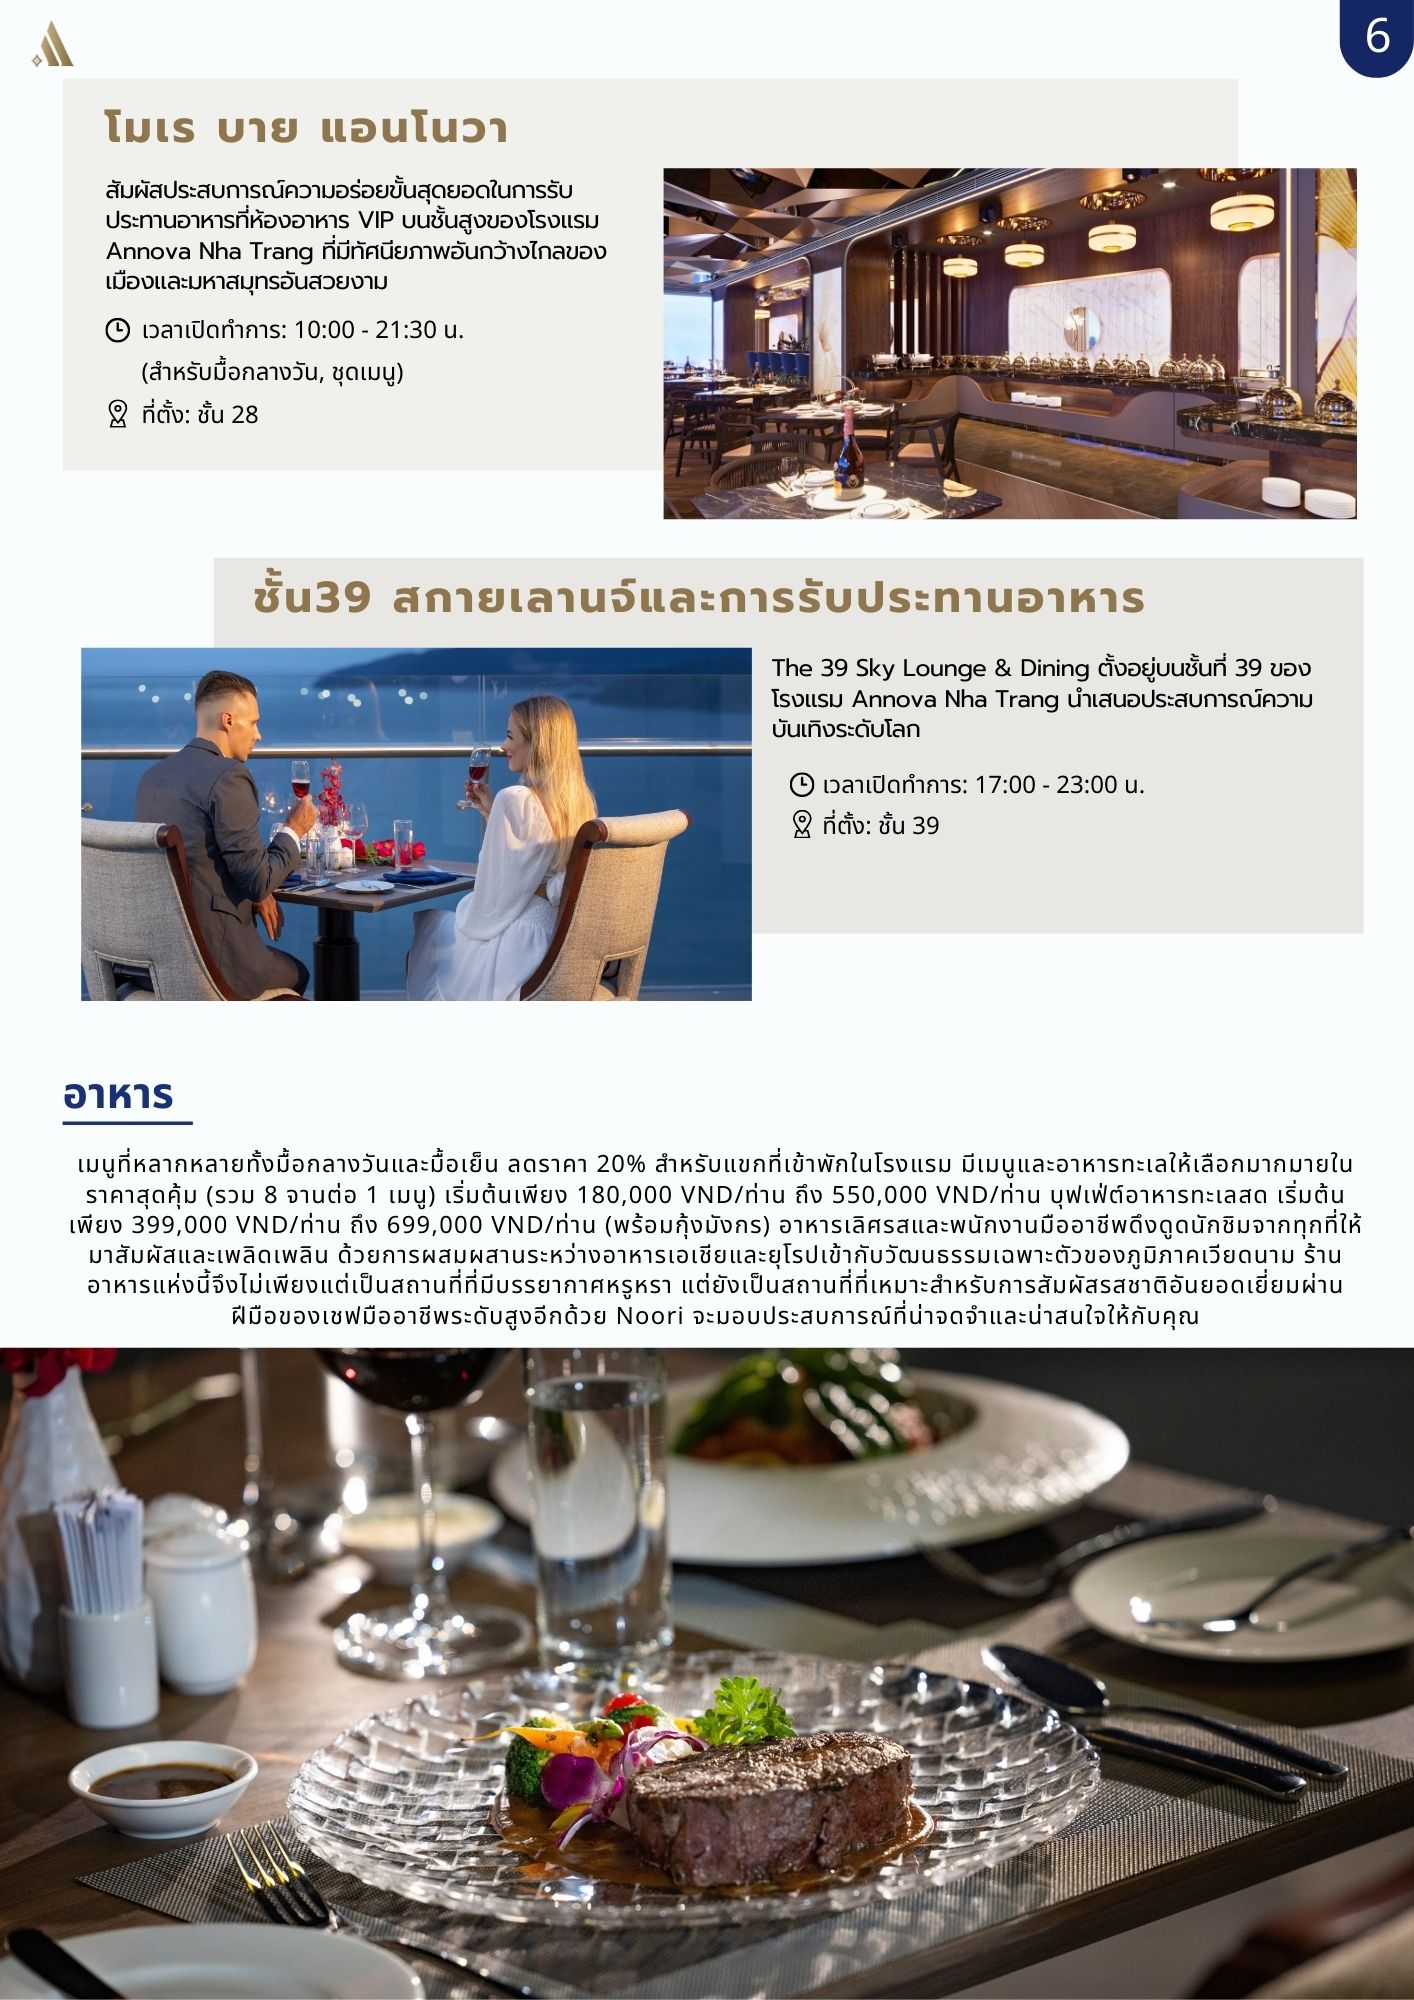 6
โมเร บาย แอนโนวา
สัมผัสประสบการณ์ความอร่อยขั้นสุดยอดในการรับ
ประทานอาหารที่ห้องอาหาร VIP บนชั้นสูงของโรงแรม
Annova Nha Trang ที่มีทัศนียภาพอันกว้างไกลของ
เมืองและมหาสมุทรอันสวยงาม
เวลาเปิดทำการ: 10:00 - 21:30 น.
(สำหรับมื้อกลางวัน, ชุดเมนู)
ที่ตั้ง: ชั้น 28
ชั้น39 สกายเลานจ์และการรับประทานอาหาร
The 39 Sky Lounge & Dining ตั้งอยู่บนชั้นที่ 39 ของ
โรงแรม Annova Nha Trang นำเสนอประสบการณ์ความ
บันเทิงระดับโลก
เวลาเปิดทำการ: 17:00 - 23:00 น.
ที่ตั้ง: ชั้น 39
อาหาร
เมนูที่หลากหลายทั้งมื้อกลางวันและมื้อเย็น ลดราคา 20% สำหรับแขกที่เข้าพักในโรงแรม มีเมนูและอาหารทะเลให้เลือกมากมายใน
ราคาสุดคุ้ม (รวม 8 จานต่อ 1 เมนู) เริ่มต้นเพียง 180,000 VND/ท่าน ถึง 550,000 VND/ท่าน บุฟเฟ่ต์อาหารทะเลสด เริ่มต้น
เพียง 399,000 VND/ท่าน ถึง 699,000 VND/ท่าน (พร้อมกุ้งมังกร) อาหารเลิศรสและพนักงานมืออาชีพดึงดูดนักชิมจากทุกที่ให้
มาสัมผัสและเพลิดเพลิน ด้วยการผสมผสานระหว่างอาหารเอเชียและยุโรปเข้ากับวัฒนธรรมเฉพาะตัวของภูมิภาคเวียดนาม ร้าน
อาหารแห่งนี้จึงไม่เพียงแต่เป็นสถานที่ที่มีบรรยากาศหรูหรา แต่ยังเป็นสถานที่ที่เหมาะสำหรับการสัมผัสรสชาติอันยอดเยี่ยมผ่าน
ฝีมือของเชฟมืออาชีพระดับสูงอีกด้วย Noori จะมอบประสบการณ์ที่น่าจดจำและน่าสนใจให้กับคุณ